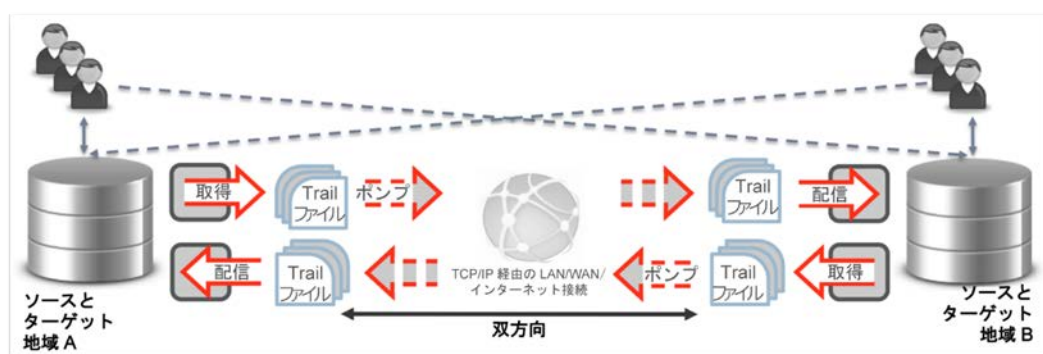 取得
Trail
ファイル
ポンプ
Trail
ファイル
配信
配信
Trail
ファイル
TCP/IP 経由の LAN/WAN/
インターネット接続
ポンプ
Trail
ファイル
取得
ソースと
ターゲット
地域 A
双方向
ソースと
ターゲット
地域 B